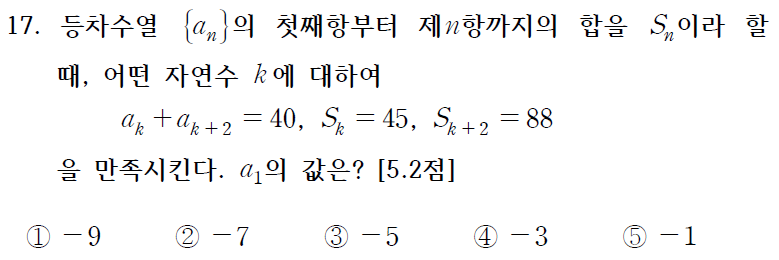 17. 등차수열 {aₙ}의 첫째항부터 제n항까지의 합을 Sₙ이라 할
때, 어떤 자연수 k에 대하여
aₖ + aₖ₊₂ = 40, Sₖ = 45, Sₖ₊₂ = 88
을 만족시킨다. a₁의 값은? [5.2점]
① −9 ② −7 ③ −5 ④ −3 ⑤ −1